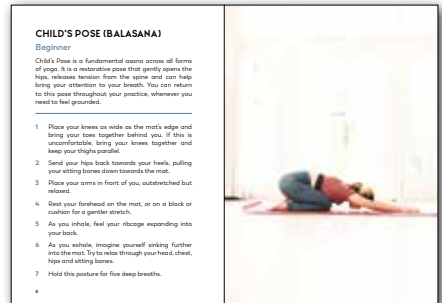 CHILD'S POSE (BALASANA)
Beginner
Child's Pose is a fundamental asana across all forms
of yoga. It is a restorative pose that gently opens the
hips, releases tension from the spine and can help
bring your attention to your breath. You can return
to this pose throughout your practice, whenever you
need to feel grounded.
1 Place your knees as wide as the mat's edge and
bring your toes together behind you. If this is
uncomfortable, bring your knees together and
keep your thighs parallel.
2 Send your hips back towards your heels, pulling
your sitting bones down towards the mat.
3 Place your arms in front of you, outstretched but
relaxed.
4 Rest your forehead on the mat, or on a block or
cushion for a gentler stretch.
5 As you inhale, feel your ribcage expanding into
your back.
6 As you exhale, imagine yourself sinking further
into the mat. Try to relax through your head, chest,
hips and sitting bones.
7 Hold this posture for five deep breaths.
6